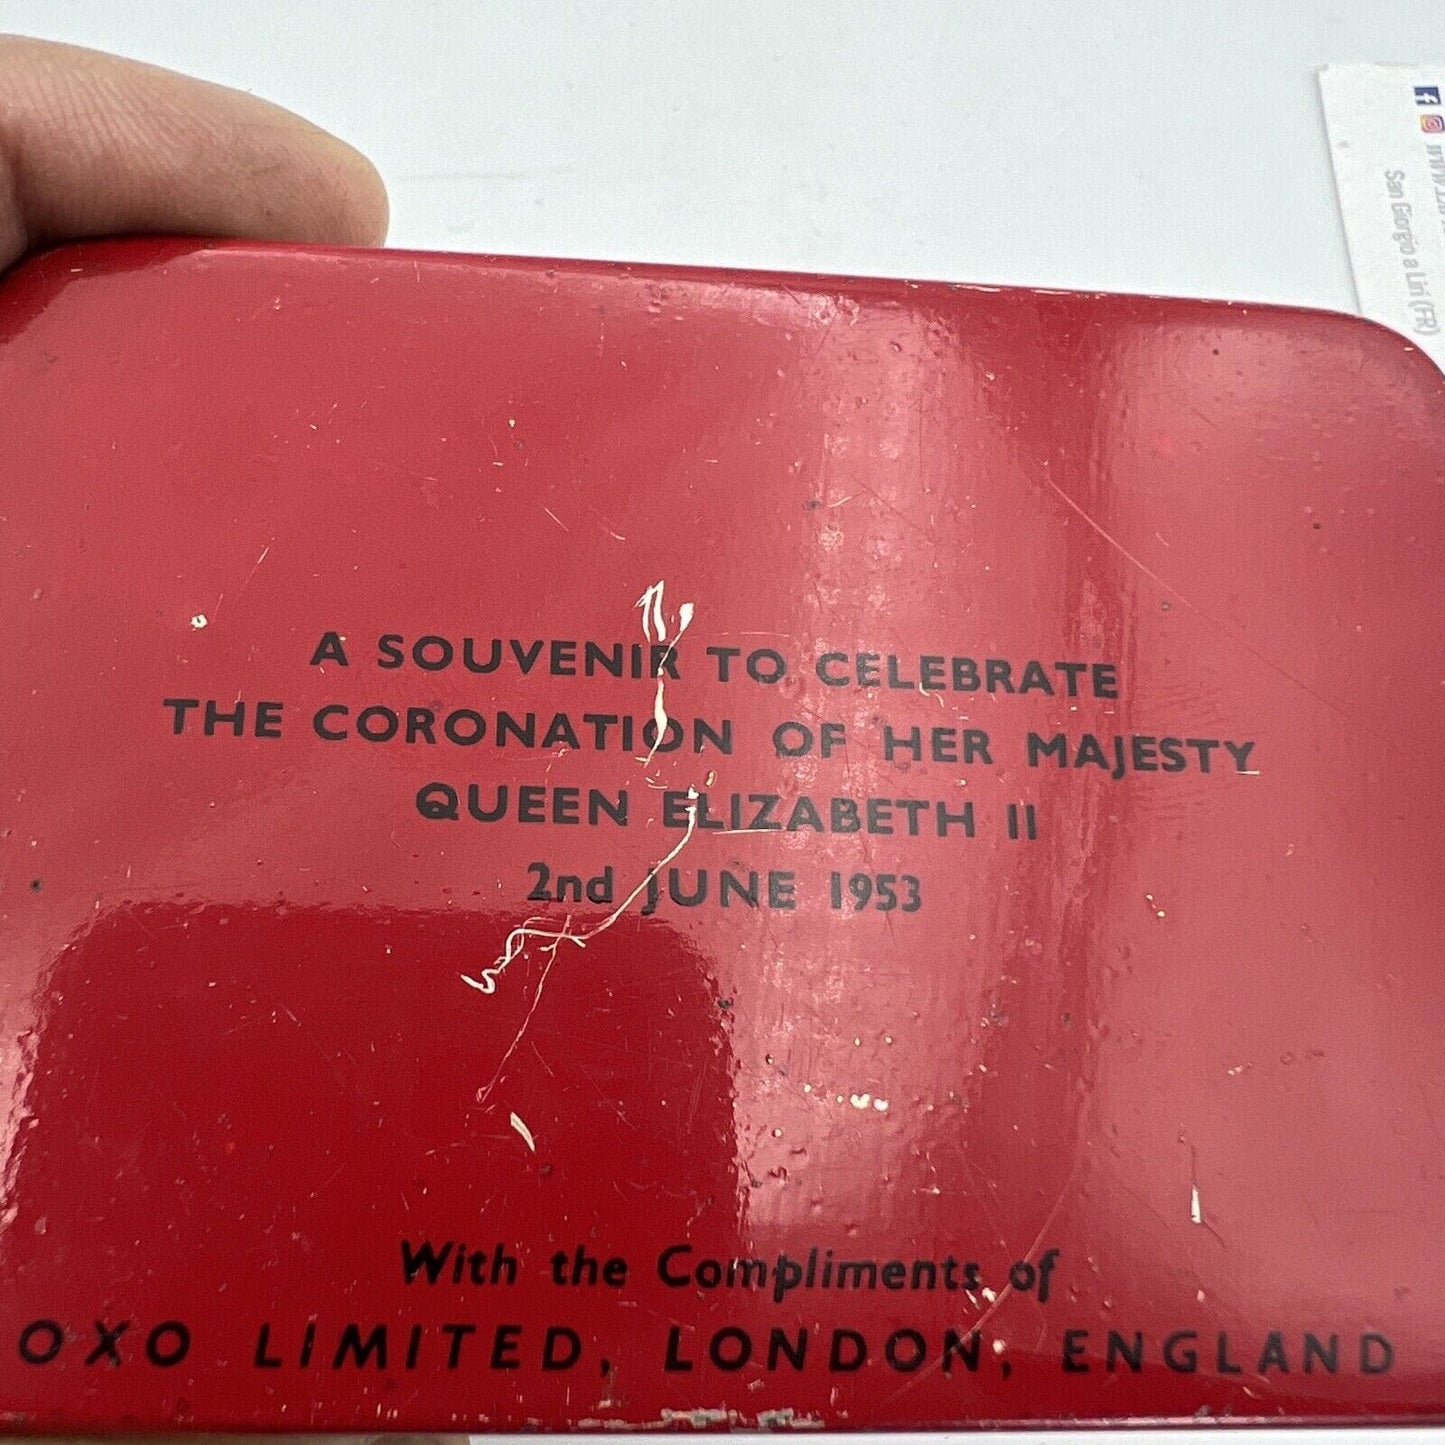 A SOUVENIR TO CELEBRATE
THE CORONATION OF HER MAJESTY
QUEEN ELIZABETH II
2nd JUNE 1953
With the Compliments of
OXO LIMITED, LONDON, ENGLAND
San Giorgio a Liri (FR)